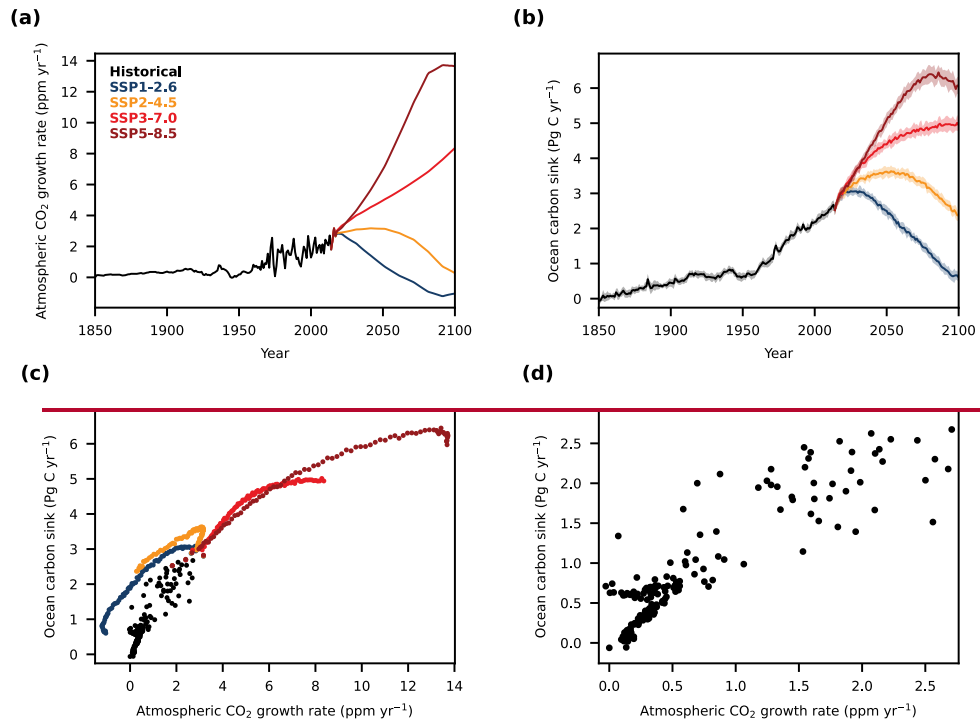 (a)
Atmospheric CO₂ growth rate (ppm yr⁻¹)
14
12
10
8
6
4
2
0
Historical
SSP1-2.6
SSP2-4.5
SSP3-7.0
SSP5-8.5
1850 1900 1950 2000 2050 2100
Year
(b)
Ocean carbon sink (Pg C yr⁻¹)
6
5
4
3
2
1
0
1850 1900 1950 2000 2050 2100
Year
(c)
Ocean carbon sink (Pg C yr⁻¹)
6
5
4
3
2
1
0
0 2 4 6 8 10 12 14
Atmospheric CO₂ growth rate (ppm yr⁻¹)
(d)
Ocean carbon sink (Pg C yr⁻¹)
2.5
2.0
1.5
1.0
0.5
0.0
0.0 0.5 1.0 1.5 2.0 2.5
Atmospheric CO₂ growth rate (ppm yr⁻¹)